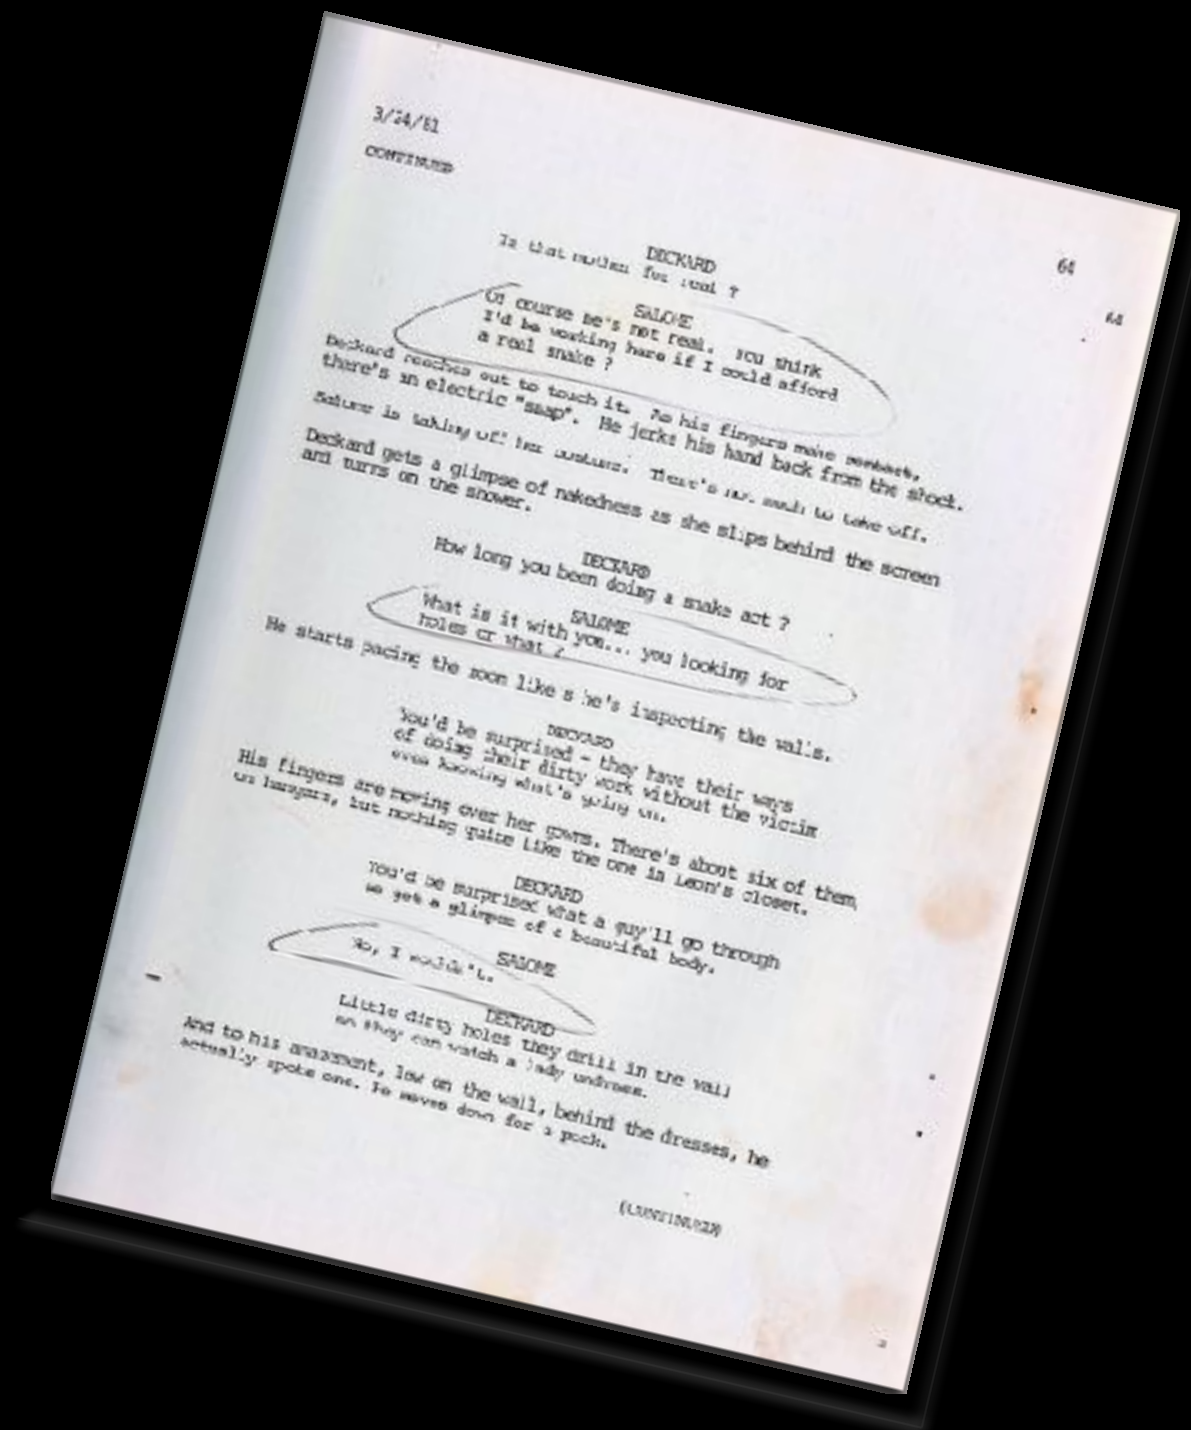 3/24/81
CONTINUED
64
64
DECKARD
Is that mother for real ?
SALOME
Of course he's not real. You think
I'd be working here if I could afford
a real snake ?
Deckard reaches out to touch it. As his fingers make contact,
there's an electric "snap". He jerks his hand back from the shock.
Salome is taking off her costume. There's not much to take off.
Deckard gets a glimpse of nakedness as she slips behind the screen
and turns on the shower.
DECKARD
How long you been doing a snake act ?
SALOME
What is it with you... you looking for
holes or what ?
He starts pacing the room like he's inspecting the walls.
DECKARD
You'd be surprised - they have their ways
of doing their dirty work without the victim
even knowing what's going on.
His fingers are moving over her gowns. There's about six of them
on hangers, but nothing quite like the one in Leon's closet.
DECKARD
You'd be surprised what a guy'll go through
to get a glimpse of a beautiful body.
SALOME
No, I wouldn't.
DECKARD
Little dirty holes they drill in the wall
so they can watch a lady undress.
And to his amazement, low on the wall, behind the dresses, he
actually spots one. He moves down for a peek.
(CONTINUED)